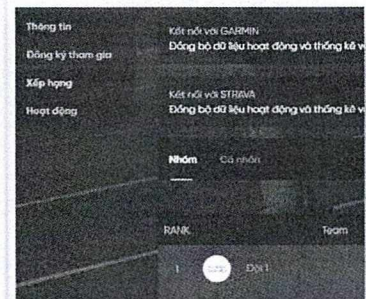 Thông tin
Đăng ký tham gia
Xếp hạng
Hoạt động
Kết nối với GARMIN
Đồng bộ dữ liệu hoạt động và thống kê v
Kết nối với STRAVA
Đồng bộ dữ liệu hoạt động và thống kê v
Nhóm Cá nhân
RANK Team
1 Đội 1